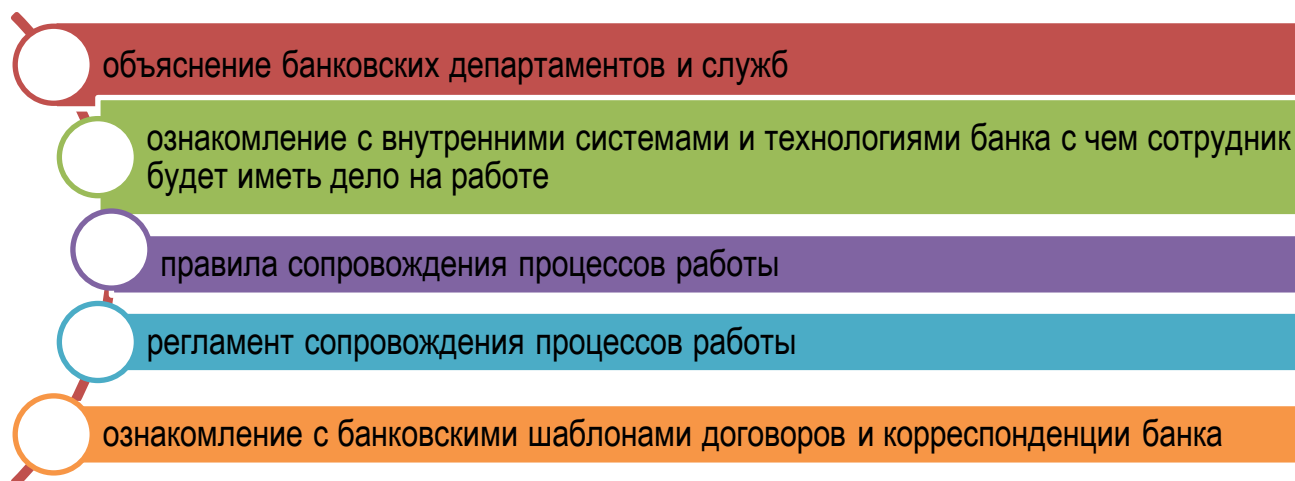 объяснение банковских департаментов и служб
ознакомление с внутренними системами и технологиями банка с чем сотрудник
будет иметь дело на работе
правила сопровождения процессов работы
регламент сопровождения процессов работы
ознакомление с банковскими шаблонами договоров и корреспонденции банка